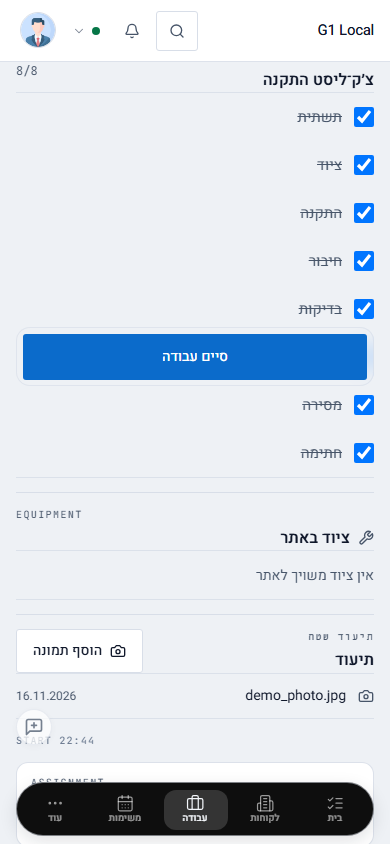 G1 Local
צ׳ק־ליסט התקנה
8/8
תשתית
ציוד
התקנה
חיבור
בדיקות
סיים עבודה
מסירה
חתימה
EQUIPMENT
ציוד באתר
אין ציוד משויך לאתר
תיעוד שטח
תיעוד
הוסף תמונה
demo_photo.jpg
16.11.2026
START 22:44
ASSIGNMENT
בית
לקוחות
עבודה
משימות
עוד